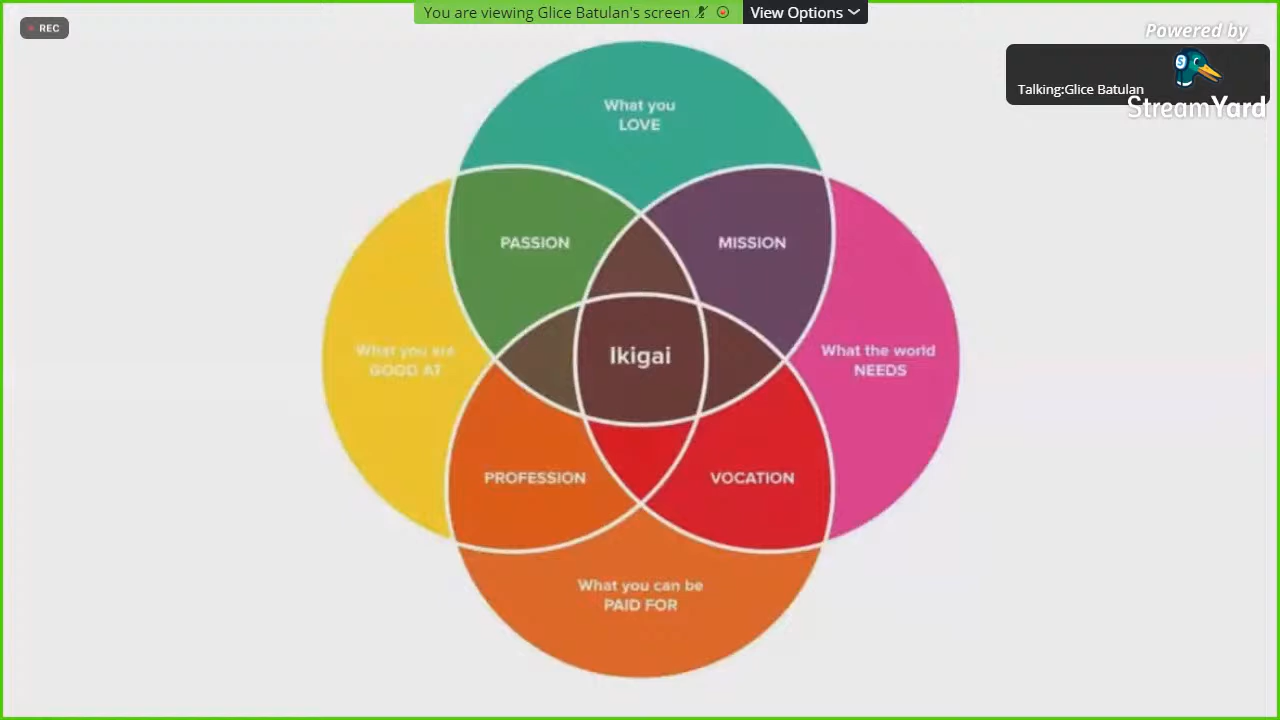 You are viewing Glice Batulan's screen
View Options
REC
Powered by
Talking:Glice Batulan
StreamYard
What you
LOVE
PASSION
MISSION
What you are
GOOD AT
Ikigai
What the world
NEEDS
PROFESSION
VOCATION
What you can be
PAID FOR